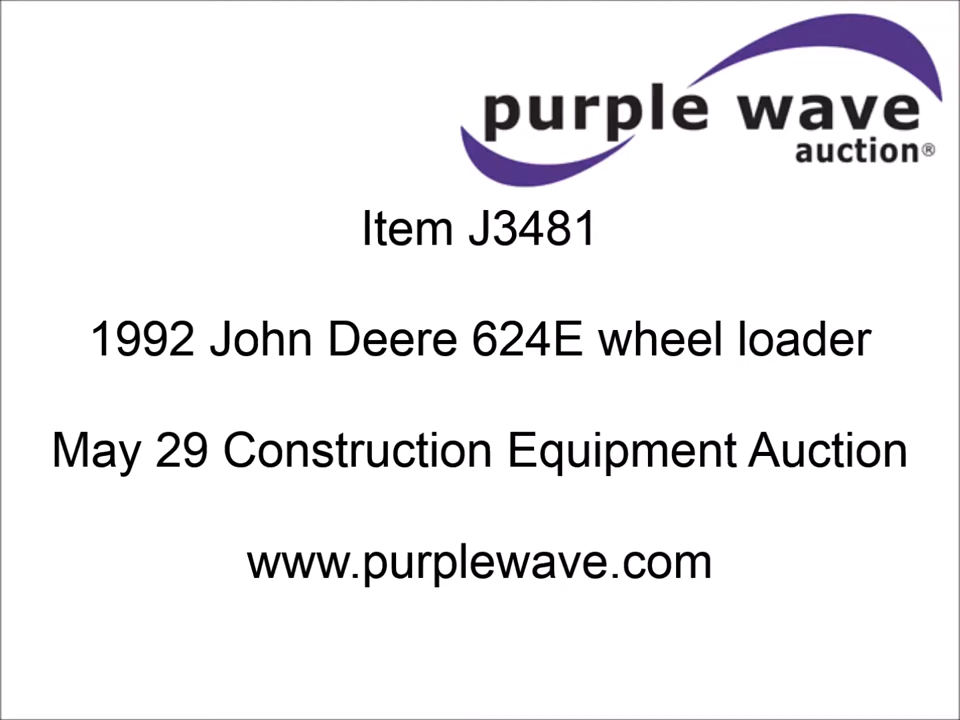 purple wave
auction®
Item J3481
1992 John Deere 624E wheel loader
May 29 Construction Equipment Auction
www.purplewave.com